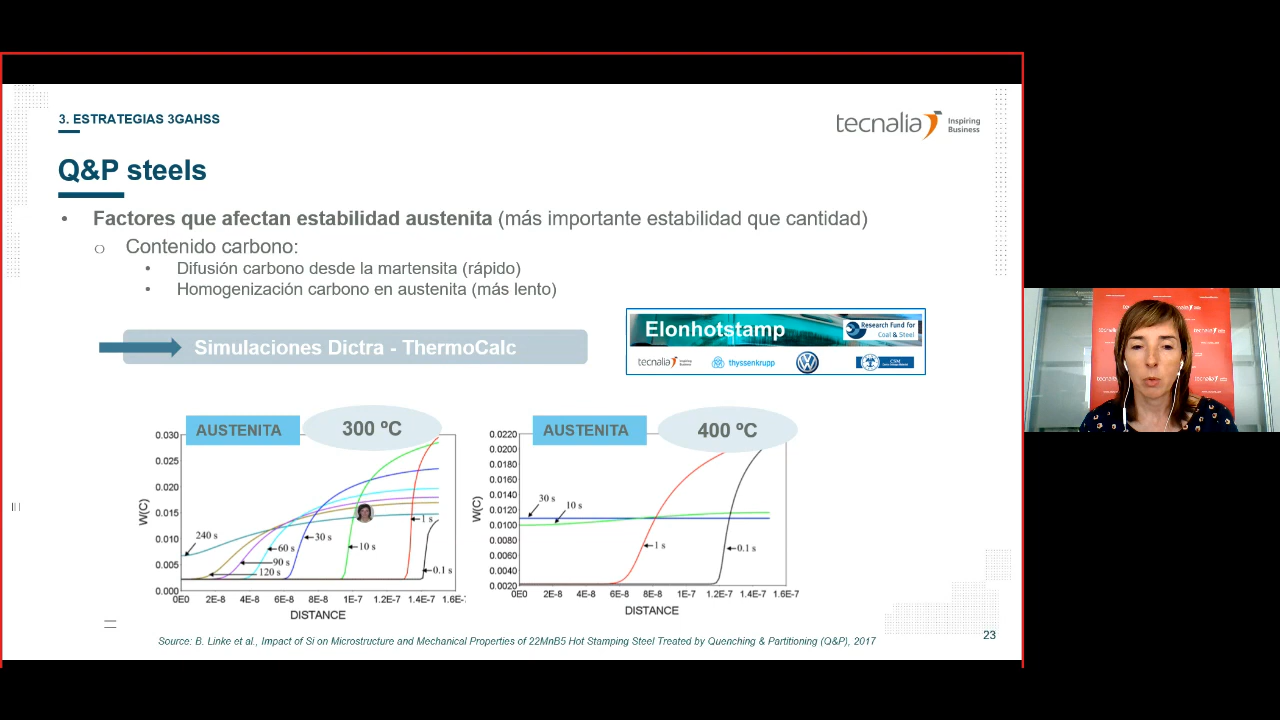 3. ESTRATEGIAS 3GAHSS
tecnalia Inspiring Business
Q&P steels
• Factores que afectan estabilidad austenita (más importante estabilidad que cantidad)
o Contenido carbono:
• Difusión carbono desde la martensita (rápido)
• Homogenización carbono en austenita (más lento)
Simulaciones Dictra - ThermoCalc
Elonhotstamp
Research Fund for
Coal & Steel
tecnalia Inspiring Business thyssenkrupp VW CSM
AUSTENITA 300 ºC
0.030
0.025
0.020
0.015
0.010
0.005
0.000
W(C)
240 s
120 s
90 s
60 s
30 s
10 s
1 s
0.1 s
0E0 2E-8 4E-8 6E-8 8E-8 1E-7 1.2E-7 1.4E-7 1.6E-
DISTANCE
AUSTENITA 400 ºC
0.0220
0.0200
0.0180
0.0160
0.0140
0.0120
0.0100
0.0080
0.0060
0.0040
0.0020
W(C)
30 s
10 s
1 s
0.1 s
0E0 2E-8 4E-8 6E-8 8E-8 1E-7 1.2E-7 1.4E-7 1.6E-7
DISTANCE
Source: B. Linke et al., Impact of Si on Microstructure and Mechanical Properties of 22MnB5 Hot Stamping Steel Treated by Quenching & Partitioning (Q&P), 2017
23
tecnalia
tecnalia